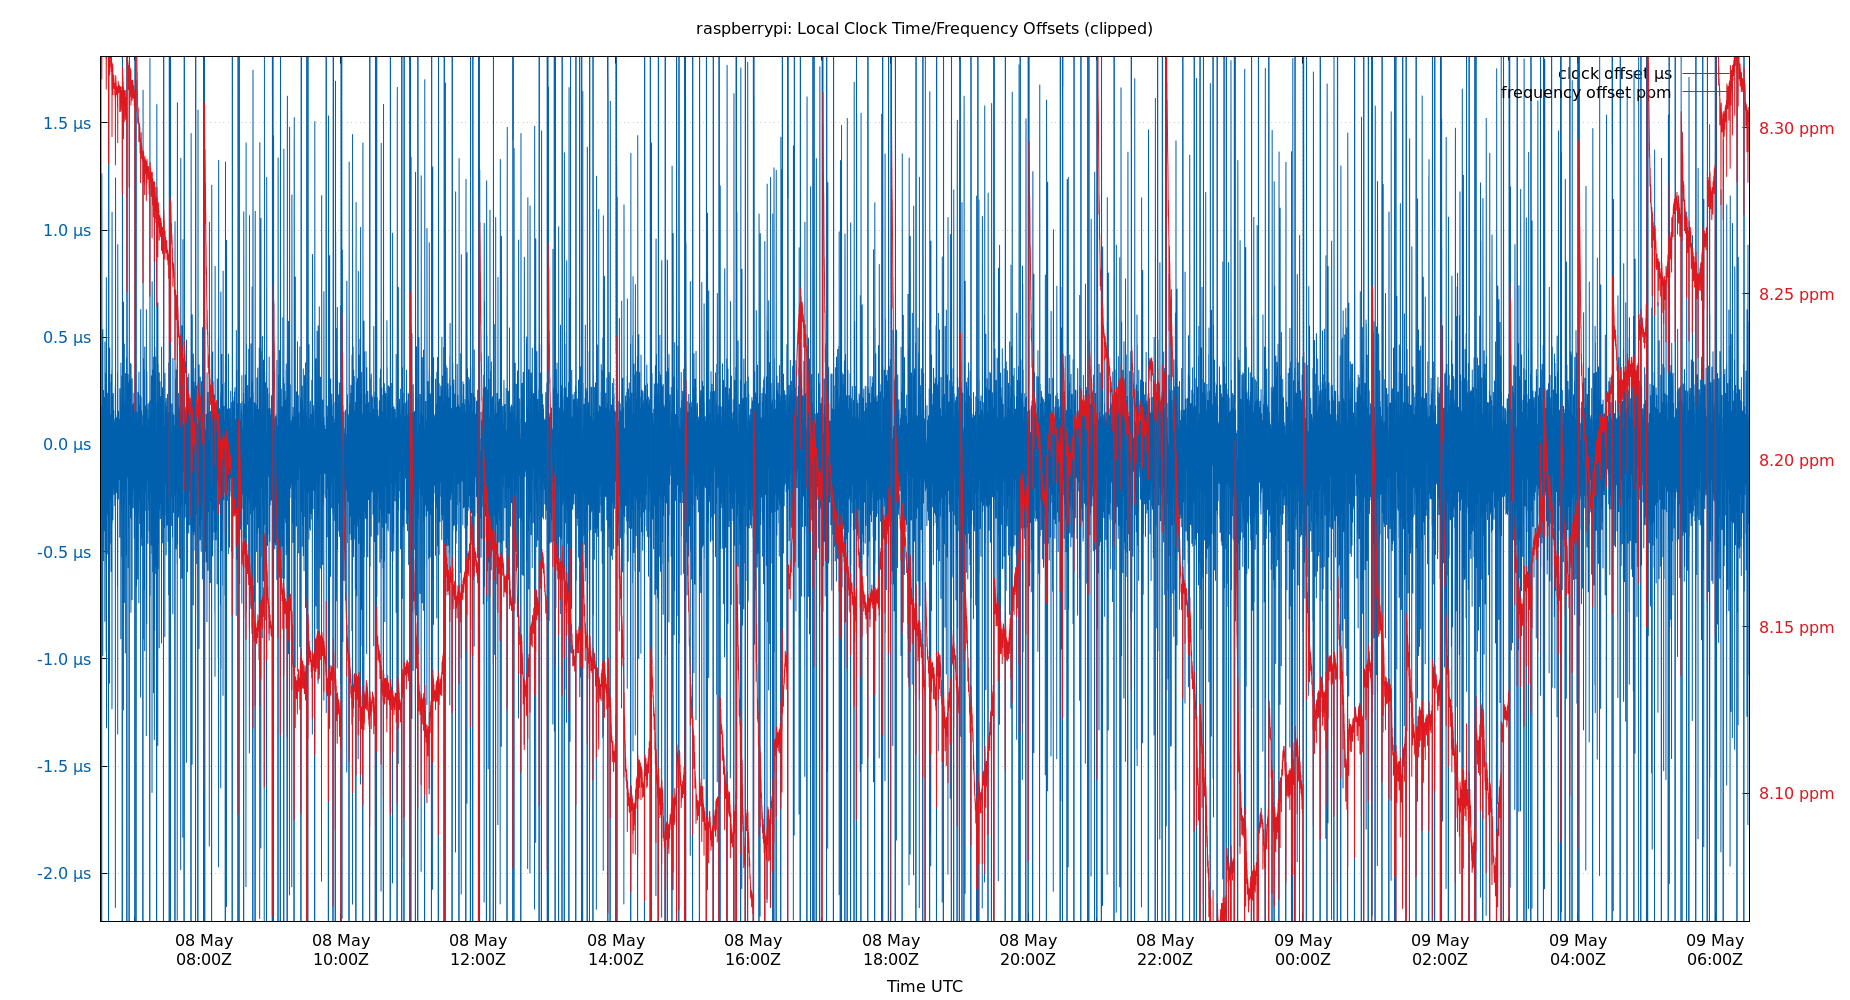 raspberrypi: Local Clock Time/Frequency Offsets (clipped)
clock offset µs
frequency offset ppm
1.5 µs
1.0 µs
0.5 µs
0.0 µs
-0.5 µs
-1.0 µs
-1.5 µs
-2.0 µs
8.30 ppm
8.25 ppm
8.20 ppm
8.15 ppm
8.10 ppm
08 May 08 May 08 May 08 May 08 May 08 May 08 May 08 May 09 May 09 May 09 May 09 May
08:00Z 10:00Z 12:00Z 14:00Z 16:00Z 18:00Z 20:00Z 22:00Z 00:00Z 02:00Z 04:00Z 06:00Z
Time UTC